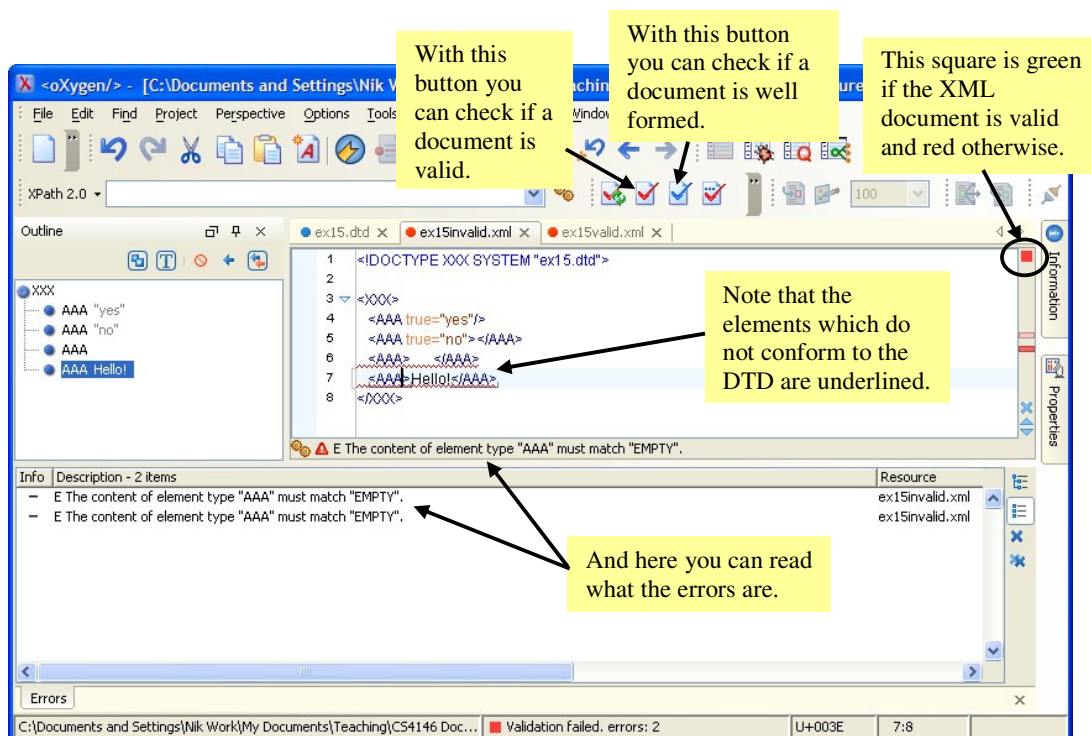 With this
button you
can check if a
document is
valid.
With this button
you can check if a
document is well
formed.
This square is green
if the XML
document is valid
and red otherwise.
<oXygen/> - [C:\Documents and Settings\Nik
File Edit Find Project Perspective Options Tools Window
XPath 2.0
100
Outline
ex15.dtd ex15invalid.xml ex15valid.xml
XXX
AAA "yes"
AAA "no"
AAA
AAA Hello!
1 <!DOCTYPE XXX SYSTEM "ex15.dtd">
2
3 <XXX>
4 <AAA true="yes"/>
5 <AAA true="no"></AAA>
6 <AAA> </AAA>
7 <AAA>Hello!</AAA>
8 </XXX>
Note that the
elements which do
not conform to the
DTD are underlined.
Information
Properties
E The content of element type "AAA" must match "EMPTY".
Info Description - 2 items Resource
E The content of element type "AAA" must match "EMPTY". ex15invalid.xml
E The content of element type "AAA" must match "EMPTY". ex15invalid.xml
And here you can read
what the errors are.
Errors
C:\Documents and Settings\Nik Work\My Documents\Teaching\CS4146 Doc... Validation failed. errors: 2 U+003E 7:8